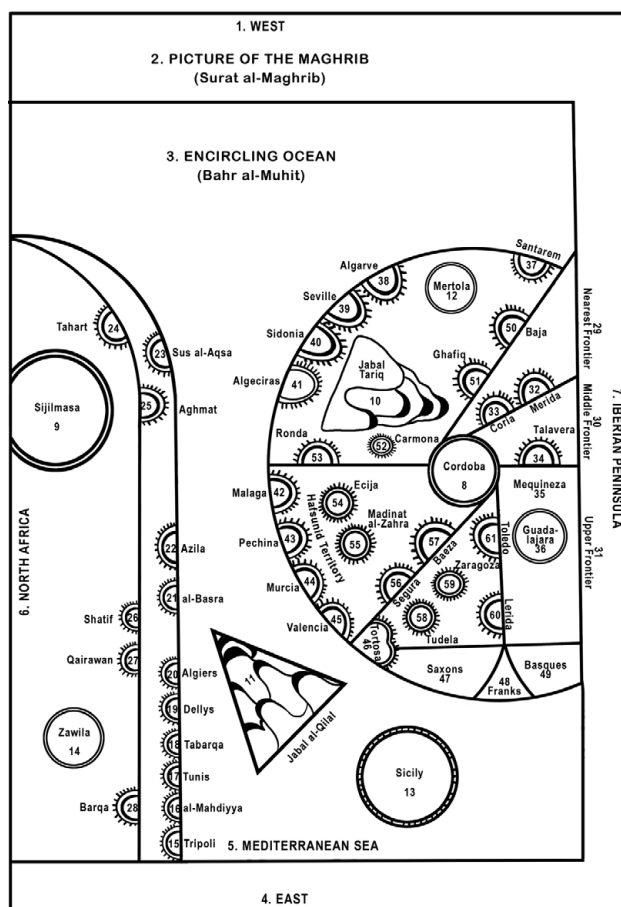 1. WEST
2. PICTURE OF THE MAGHRIB
(Surat al-Maghrib)
3. ENCIRCLING OCEAN
(Bahr al-Muhit)
Santarem
37
Algarve
38
Mertola
12
Seville
39
Sidonia
40
Baja
50
Nearest Frontier
29
Tahart
24
23
Sus al-Aqsa
Jabal
Tariq
10
Ghafiq
51
Algeciras
41
32
Merida
33
Coria
Middle Frontier
30
7. IBERIAN PENINSULA
Sijilmasa
9
25
Aghmat
Ronda
53
Carmona
52
Talavera
34
Cordoba
8
Malaga
42
Ecija
54
Mequineza
35
Hafsunid Territory
Madinat
al-Zahra
55
Guada-
lajara
36
Upper Frontier
31
Pechina
43
57
Baeza
61
Toledo
22
Azila
6. NORTH AFRICA
Murcia
44
56
Segura
Zaragoza
59
21
al-Basra
Shatif
26
Valencia
45
58
Tudela
60
Lerida
Tortosa
46
Qairawan
27
20
Algiers
11
Jabal al-Qilal
Saxons
47
48
Franks
Basques
49
19
Dellys
Zawila
14
18
Tabarqa
17
Tunis
Sicily
13
Barqa
28
16
al-Mahdiyya
15
Tripoli
5. MEDITERRANEAN SEA
4. EAST